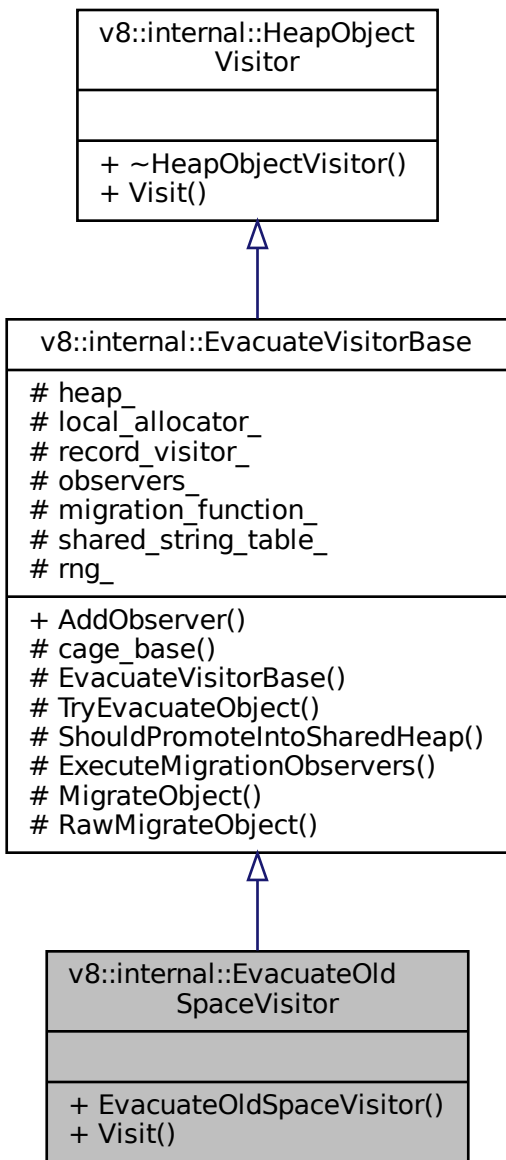 v8::internal::HeapObject
Visitor
+ ~HeapObjectVisitor()
+ Visit()
v8::internal::EvacuateVisitorBase
# heap_
# local_allocator_
# record_visitor_
# observers_
# migration_function_
# shared_string_table_
# rng_
+ AddObserver()
# cage_base()
# EvacuateVisitorBase()
# TryEvacuateObject()
# ShouldPromoteIntoSharedHeap()
# ExecuteMigrationObservers()
# MigrateObject()
# RawMigrateObject()
v8::internal::EvacuateOld
SpaceVisitor
+ EvacuateOldSpaceVisitor()
+ Visit()